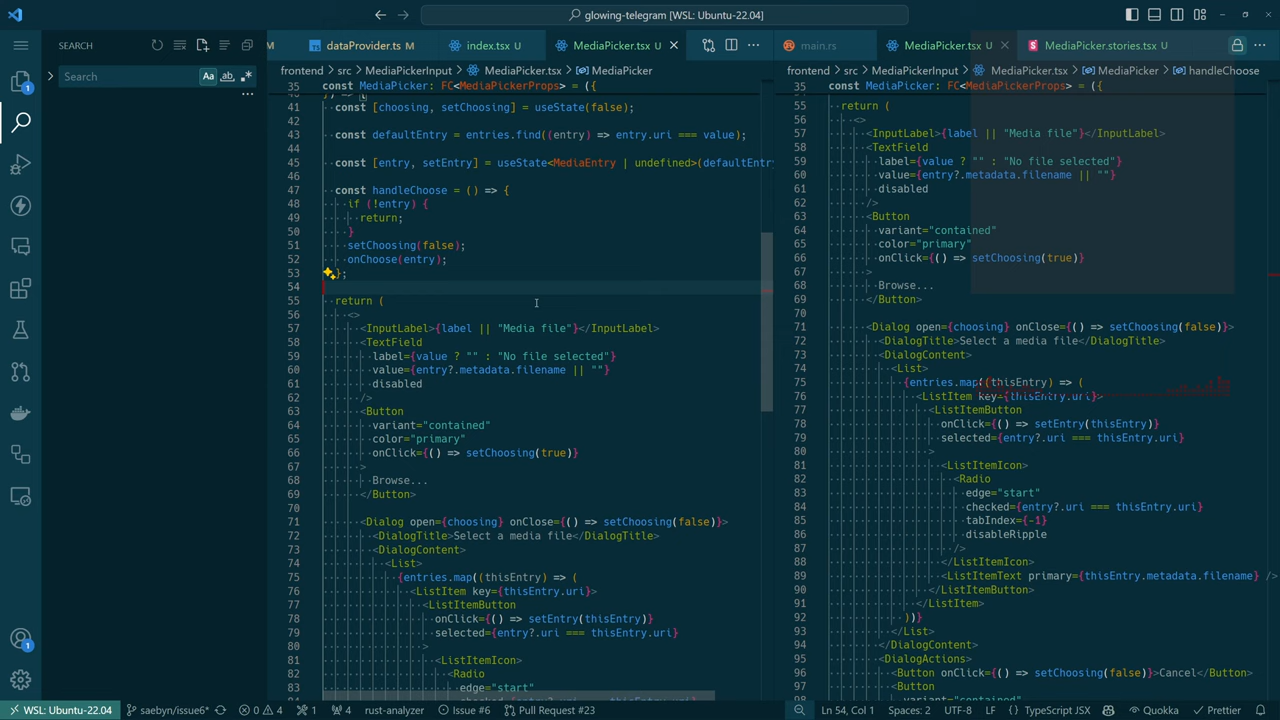 glowing-telegram [WSL: Ubuntu-22.04]
SEARCH
Search
Aa
ab
M
dataProvider.ts M
index.tsx U
MediaPicker.tsx U
main.rs
MediaPicker.tsx U
MediaPicker.stories.tsx U
frontend > src > MediaPickerInput > MediaPicker.tsx > MediaPicker
35 const MediaPicker: FC<MediaPickerProps> = ({
41 const [choosing, setChoosing] = useState(false);
42
43 const defaultEntry = entries.find((entry) => entry.uri === value);
44
45 const [entry, setEntry] = useState<MediaEntry | undefined>(defaultEntry
46
47 const handleChoose = () => {
48 if (!entry) {
49 return;
50 }
51 setChoosing(false);
52 onChoose(entry);
53 };
54
55 return (
56 <>
57 <InputLabel>{label || "Media file"}</InputLabel>
58 <TextField
59 label={value ? "" : "No file selected"}
60 value={entry?.metadata.filename || ""}
61 disabled
62 />
63 <Button
64 variant="contained"
65 color="primary"
66 onClick={() => setChoosing(true)}
67 >
68 Browse...
69 </Button>
70
71 <Dialog open={choosing} onClose={() => setChoosing(false)}>
72 <DialogTitle>Select a media file</DialogTitle>
73 <DialogContent>
74 <List>
75 {entries.map((thisEntry) => (
76 <ListItem key={thisEntry.uri}>
77 <ListItemButton
78 onClick={() => setEntry(thisEntry)}
79 selected={entry?.uri === thisEntry.uri}
80 >
81 <ListItemIcon>
82 <Radio
83 edge="start"
frontend > src > MediaPickerInput > MediaPicker.tsx > MediaPicker > handleChoose
35 const MediaPicker: FC<MediaPickerProps> = ({
55 return (
56 <>
57 <InputLabel>{label || "Media file"}</InputLabel>
58 <TextField
59 label={value ? "" : "No file selected"}
60 value={entry?.metadata.filename || ""}
61 disabled
62 />
63 <Button
64 variant="contained"
65 color="primary"
66 onClick={() => setChoosing(true)}
67 >
68 Browse...
69 </Button>
70
71 <Dialog open={choosing} onClose={() => setChoosing(false)}>
72 <DialogTitle>Select a media file</DialogTitle>
73 <DialogContent>
74 <List>
75 {entries.map((thisEntry) => (
76 <ListItem key={thisEntry.uri}>
77 <ListItemButton
78 onClick={() => setEntry(thisEntry)}
79 selected={entry?.uri === thisEntry.uri}
80 >
81 <ListItemIcon>
82 <Radio
83 edge="start"
84 checked={entry?.uri === thisEntry.uri}
85 tabIndex={-1}
86 disableRipple
87 />
88 </ListItemIcon>
89 <ListItemText primary={thisEntry.metadata.filename} />
90 </ListItemButton>
91 </ListItem>
92 ))}
93 </List>
94 </DialogContent>
95 <DialogActions>
96 <Button onClick={() => setChoosing(false)}>Cancel</Button>
97 <Button
WSL: Ubuntu-22.04 saebyn/issue6* 0 4 1 4 rust-analyzer Issue #6 Pull Request #23 Ln 54, Col 1 Spaces: 2 UTF-8 LF TypeScript JSX Quokka Prettier